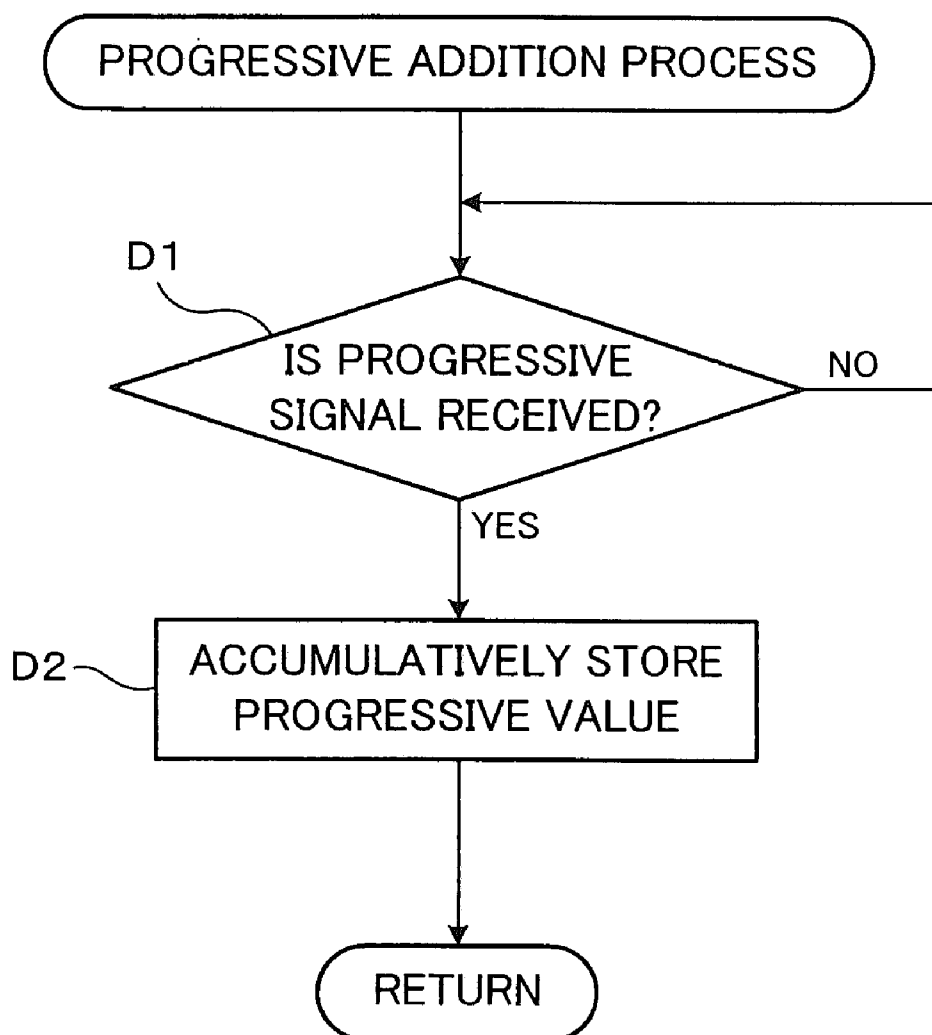 PROGRESSIVE ADDITION PROCESS
D1
IS PROGRESSIVE
SIGNAL RECEIVED?
NO
YES
D2
ACCUMULATIVELY STORE
PROGRESSIVE VALUE
RETURN